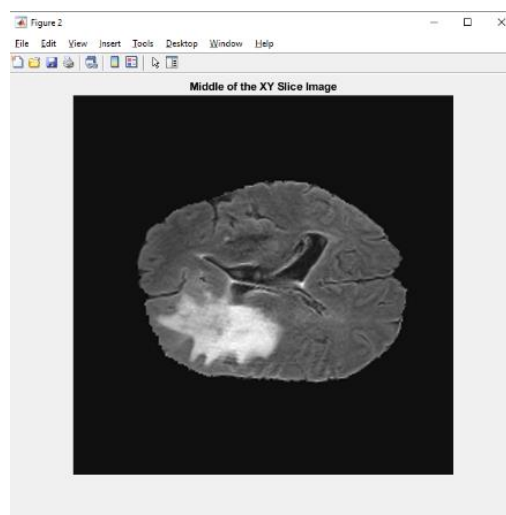 Figure 2
File Edit View Insert Tools Desktop Window Help
Middle of the XY Slice Image